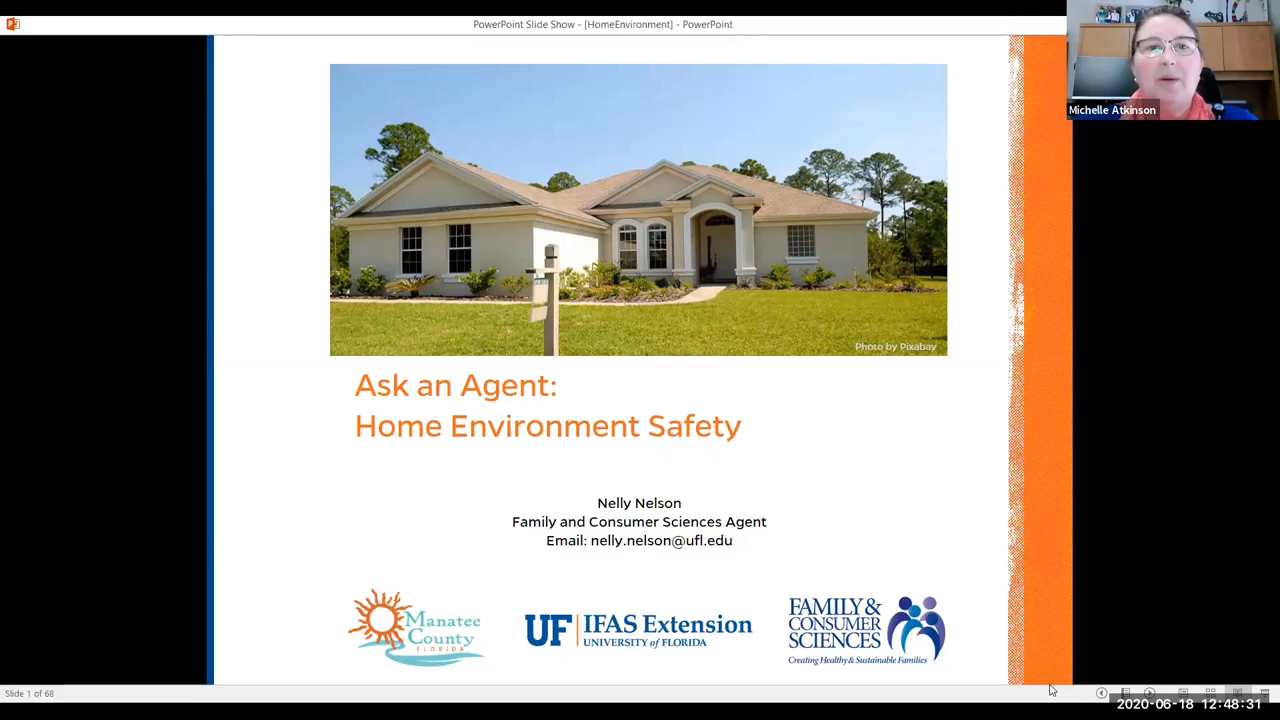 PowerPoint Slide Show - [HomeEnvironment] - PowerPoint
Michelle Atkinson
Photo by Pixabay
Ask an Agent:
Home Environment Safety
Nelly Nelson
Family and Consumer Sciences Agent
Email: nelly.nelson@ufl.edu
Manatee
County
FLORIDA
UF IFAS Extension
UNIVERSITY of FLORIDA
FAMILY &
CONSUMER
SCIENCES
Creating Healthy & Sustainable Families
Slide 1 of 68
2020-06-18 12:48:31